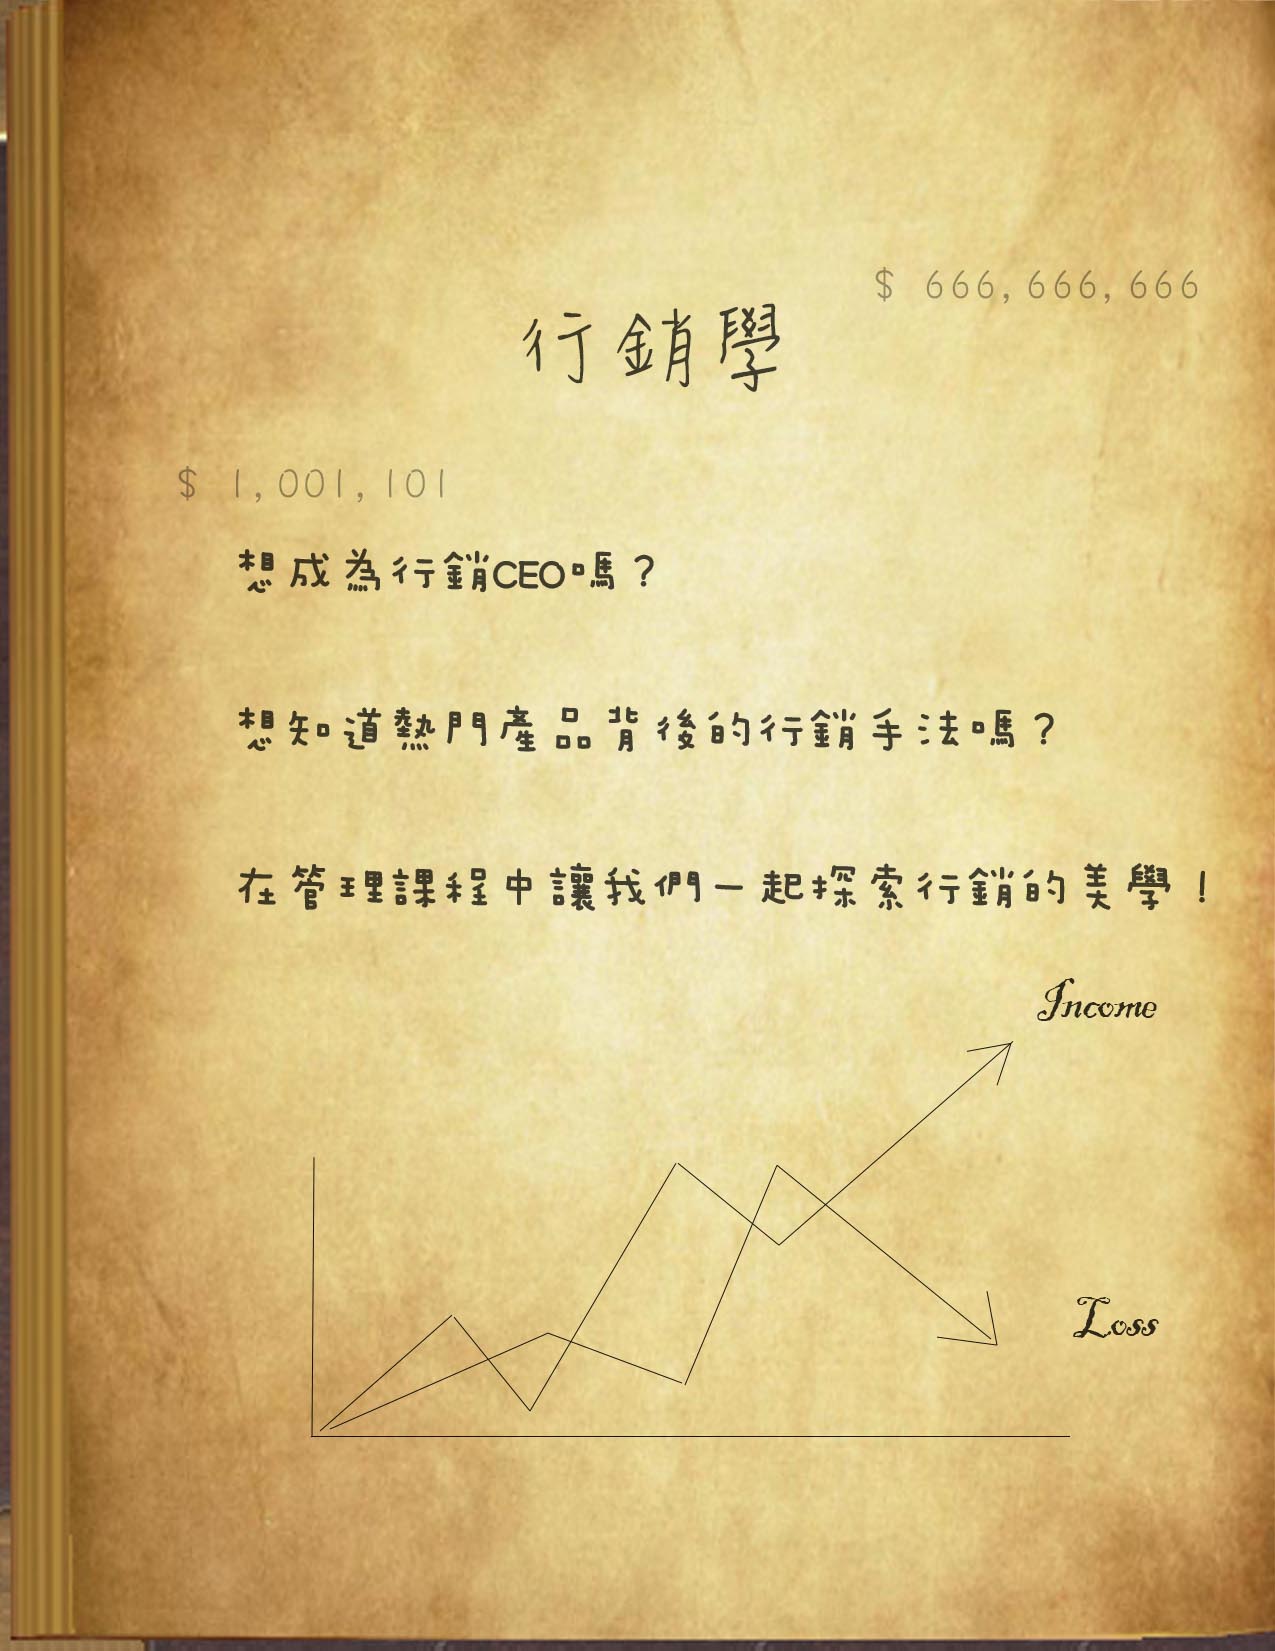 $ 666,666,666
行銷學
$ 1,001,101
想成為行銷CEO嗎？
想知道熱門產品背後的行銷手法嗎？
在管理課程中讓我們一起探索行銷的美學！
Income
Loss